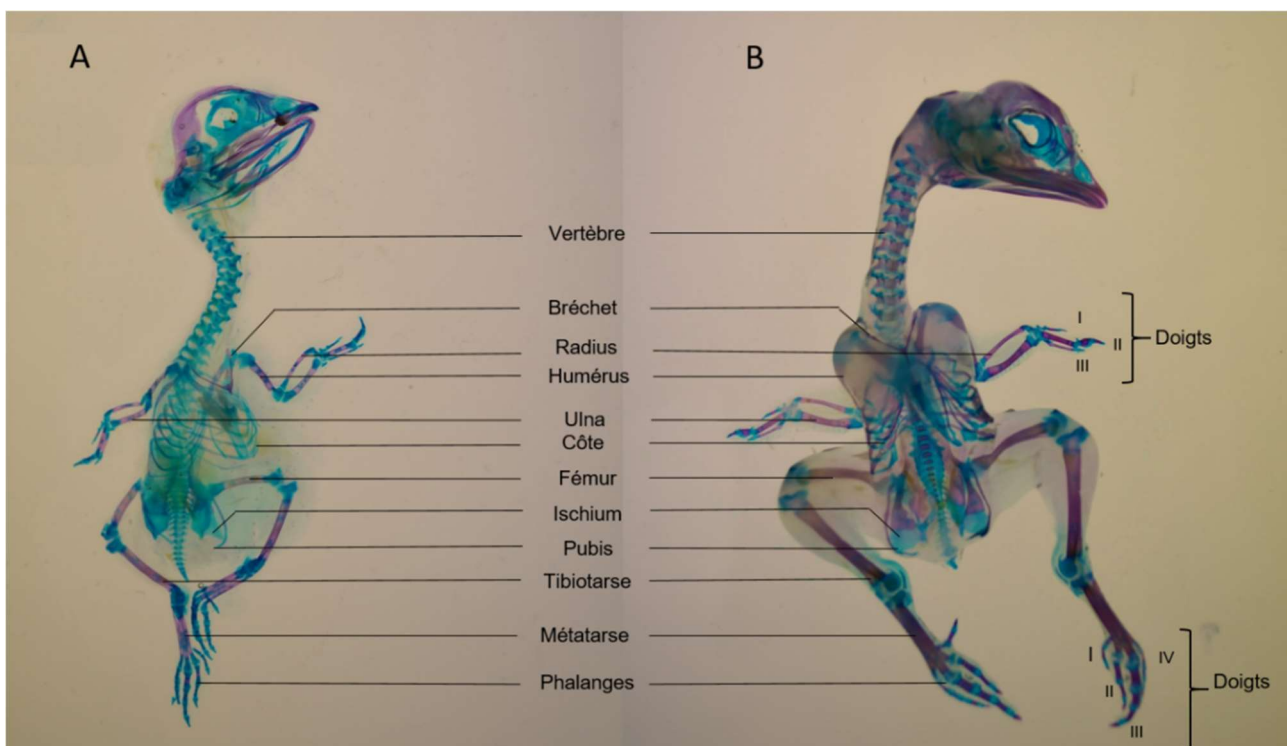 A
B
Vertèbre
Bréchet
Radius
Humérus
Ulna
Côte
Fémur
Ischium
Pubis
Tibiotarse
Métatarse
Phalanges
I
II
III
Doigts
I
II
III
IV
Doigts